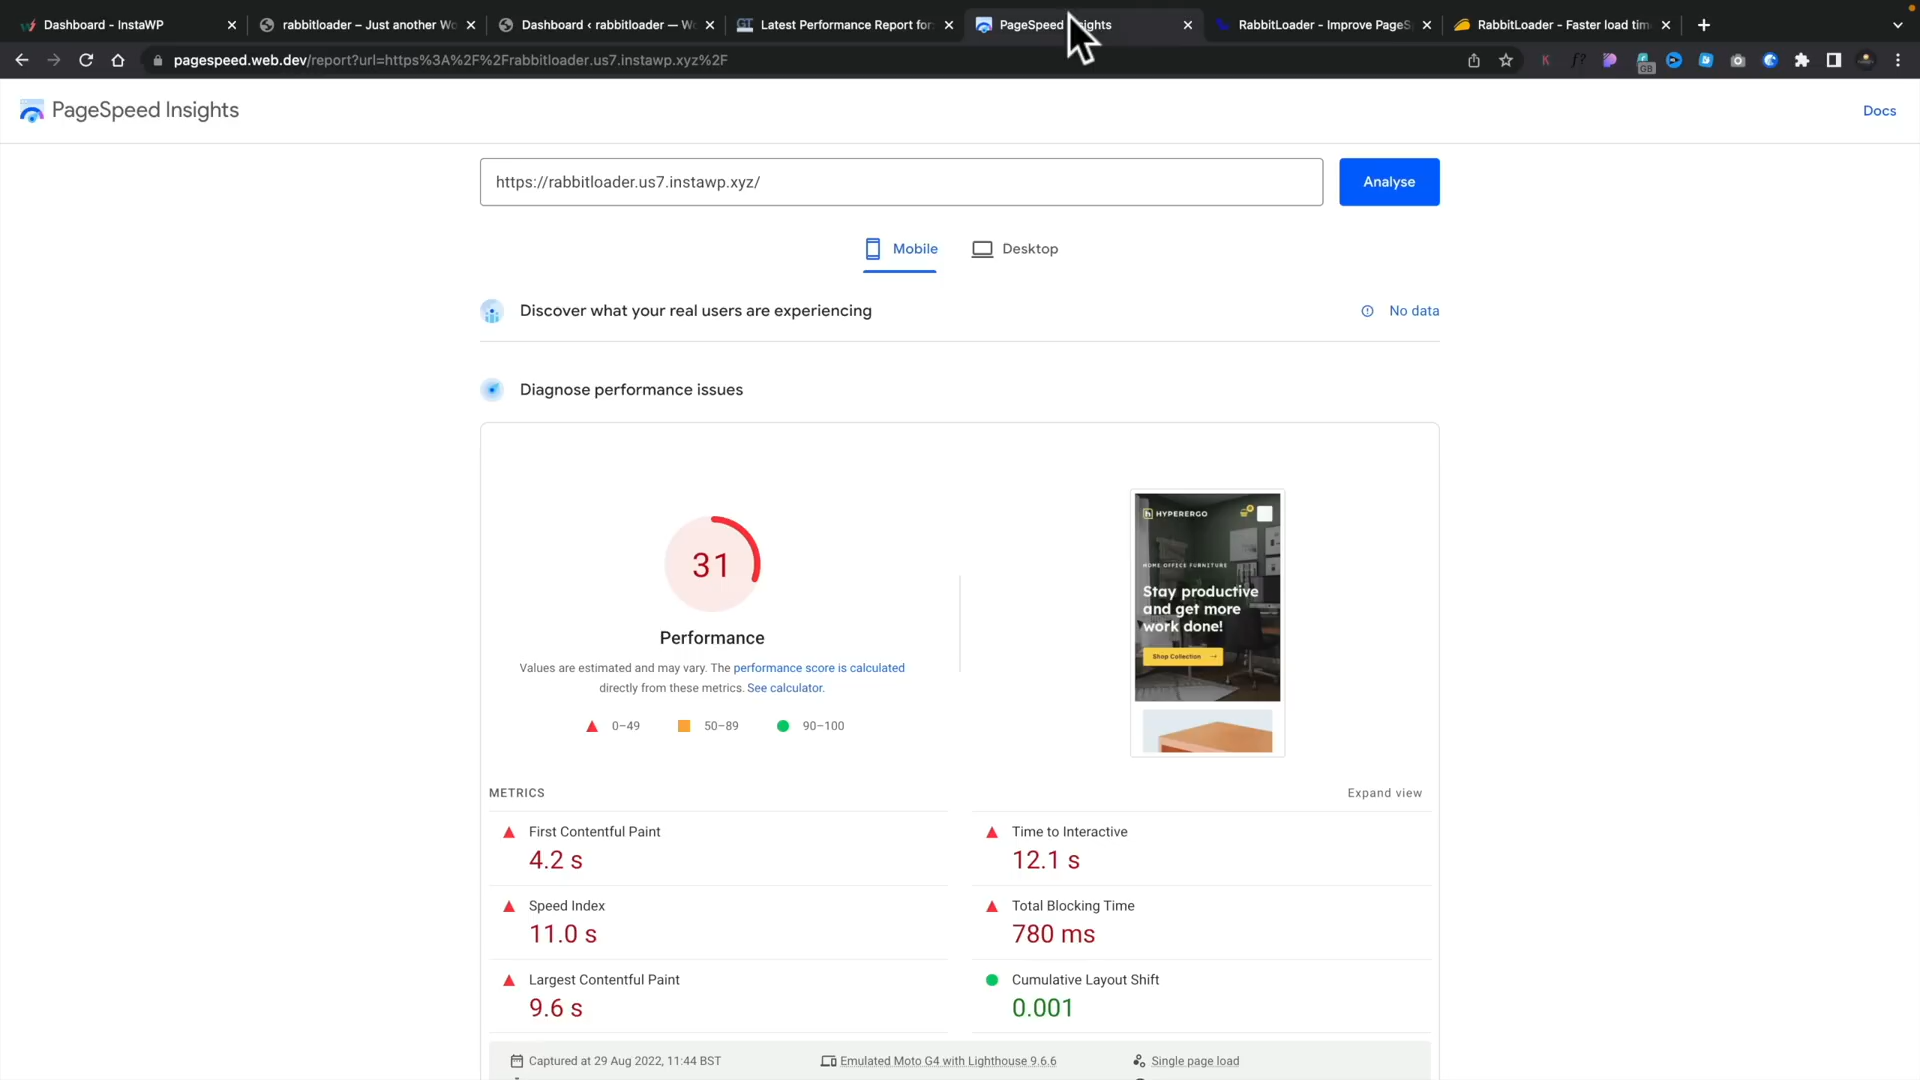 Dashboard - InstaWP
rabbitloader – Just another Wo
Dashboard ‹ rabbitloader — Wo
Latest Performance Report for:
PageSpeed Insights
RabbitLoader - Improve PageS
RabbitLoader - Faster load tim
pagespeed.web.dev/report?url=https%3A%2F%2Frabbitloader.us7.instawp.xyz%2F
PageSpeed Insights
Docs
https://rabbitloader.us7.instawp.xyz/
Analyse
Mobile
Desktop
Discover what your real users are experiencing
No data
Diagnose performance issues
31
Performance
Values are estimated and may vary. The performance score is calculated
directly from these metrics. See calculator.
0–49
50–89
90–100
HYPERERGO
HOME OFFICE FURNITURE
Stay productive
and get more
work done!
Shop Collection →
METRICS
Expand view
First Contentful Paint
4.2 s
Time to Interactive
12.1 s
Speed Index
11.0 s
Total Blocking Time
780 ms
Largest Contentful Paint
9.6 s
Cumulative Layout Shift
0.001
Captured at 29 Aug 2022, 11:44 BST
Emulated Moto G4 with Lighthouse 9.6.6
Single page load